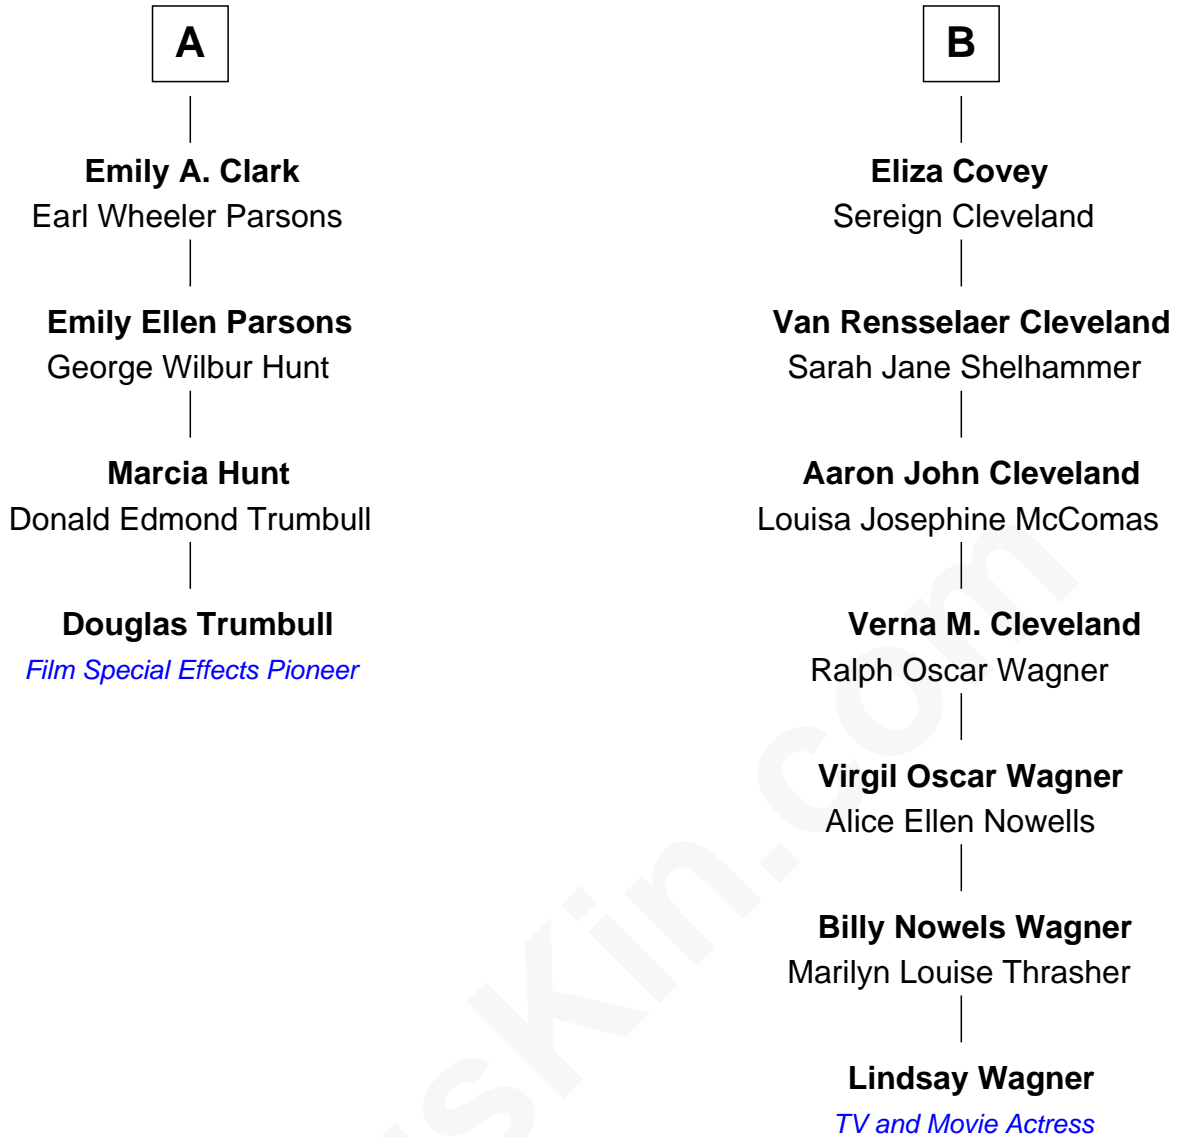 A
Emily A. Clark
Earl Wheeler Parsons
Emily Ellen Parsons
George Wilbur Hunt
Marcia Hunt
Donald Edmond Trumbull
Douglas Trumbull
Film Special Effects Pioneer
B
Eliza Covey
Sereign Cleveland
Van Rensselaer Cleveland
Sarah Jane Shelhammer
Aaron John Cleveland
Louisa Josephine McComas
Verna M. Cleveland
Ralph Oscar Wagner
Virgil Oscar Wagner
Alice Ellen Nowells
Billy Nowels Wagner
Marilyn Louise Thrasher
Lindsay Wagner
TV and Movie Actress
sKin.com